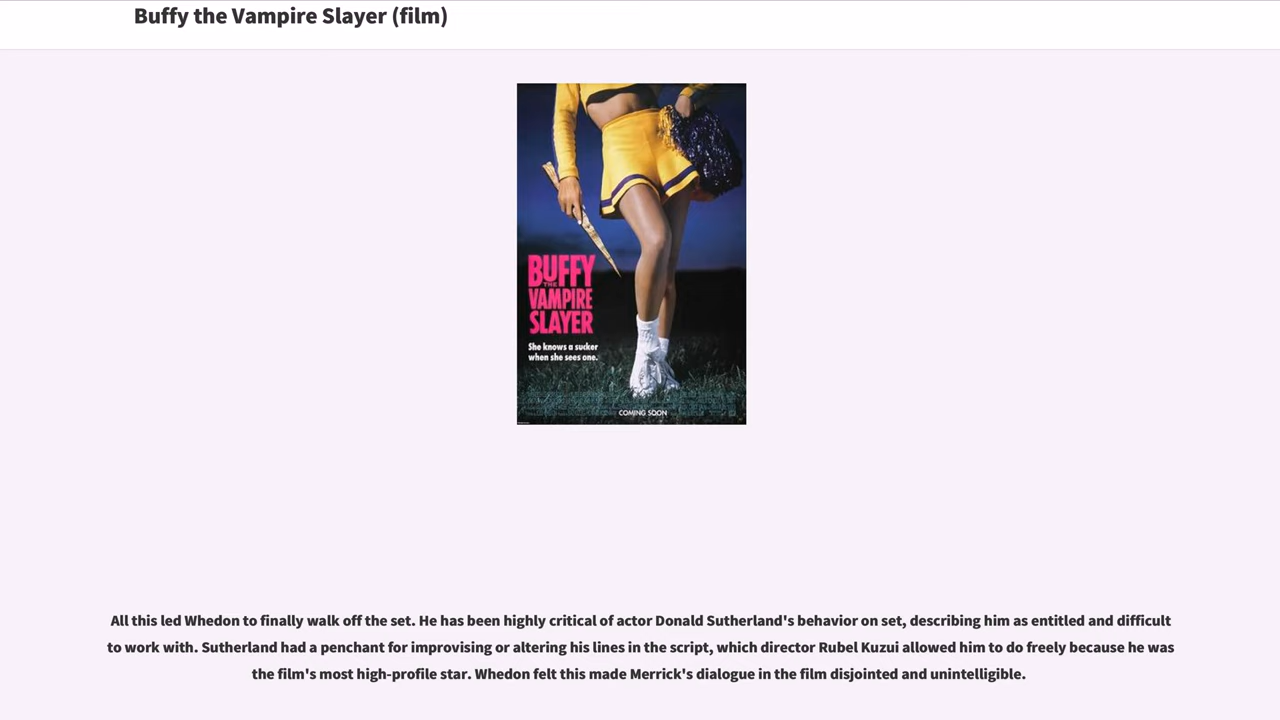 Buffy the Vampire Slayer (film)
BUFFY
THE
VAMPIRE
SLAYER
She knows a sucker
when she sees one.
COMING SOON
All this led Whedon to finally walk off the set. He has been highly critical of actor Donald Sutherland's behavior on set, describing him as entitled and difficult
to work with. Sutherland had a penchant for improvising or altering his lines in the script, which director Rubel Kuzui allowed him to do freely because he was
the film's most high-profile star. Whedon felt this made Merrick's dialogue in the film disjointed and unintelligible.